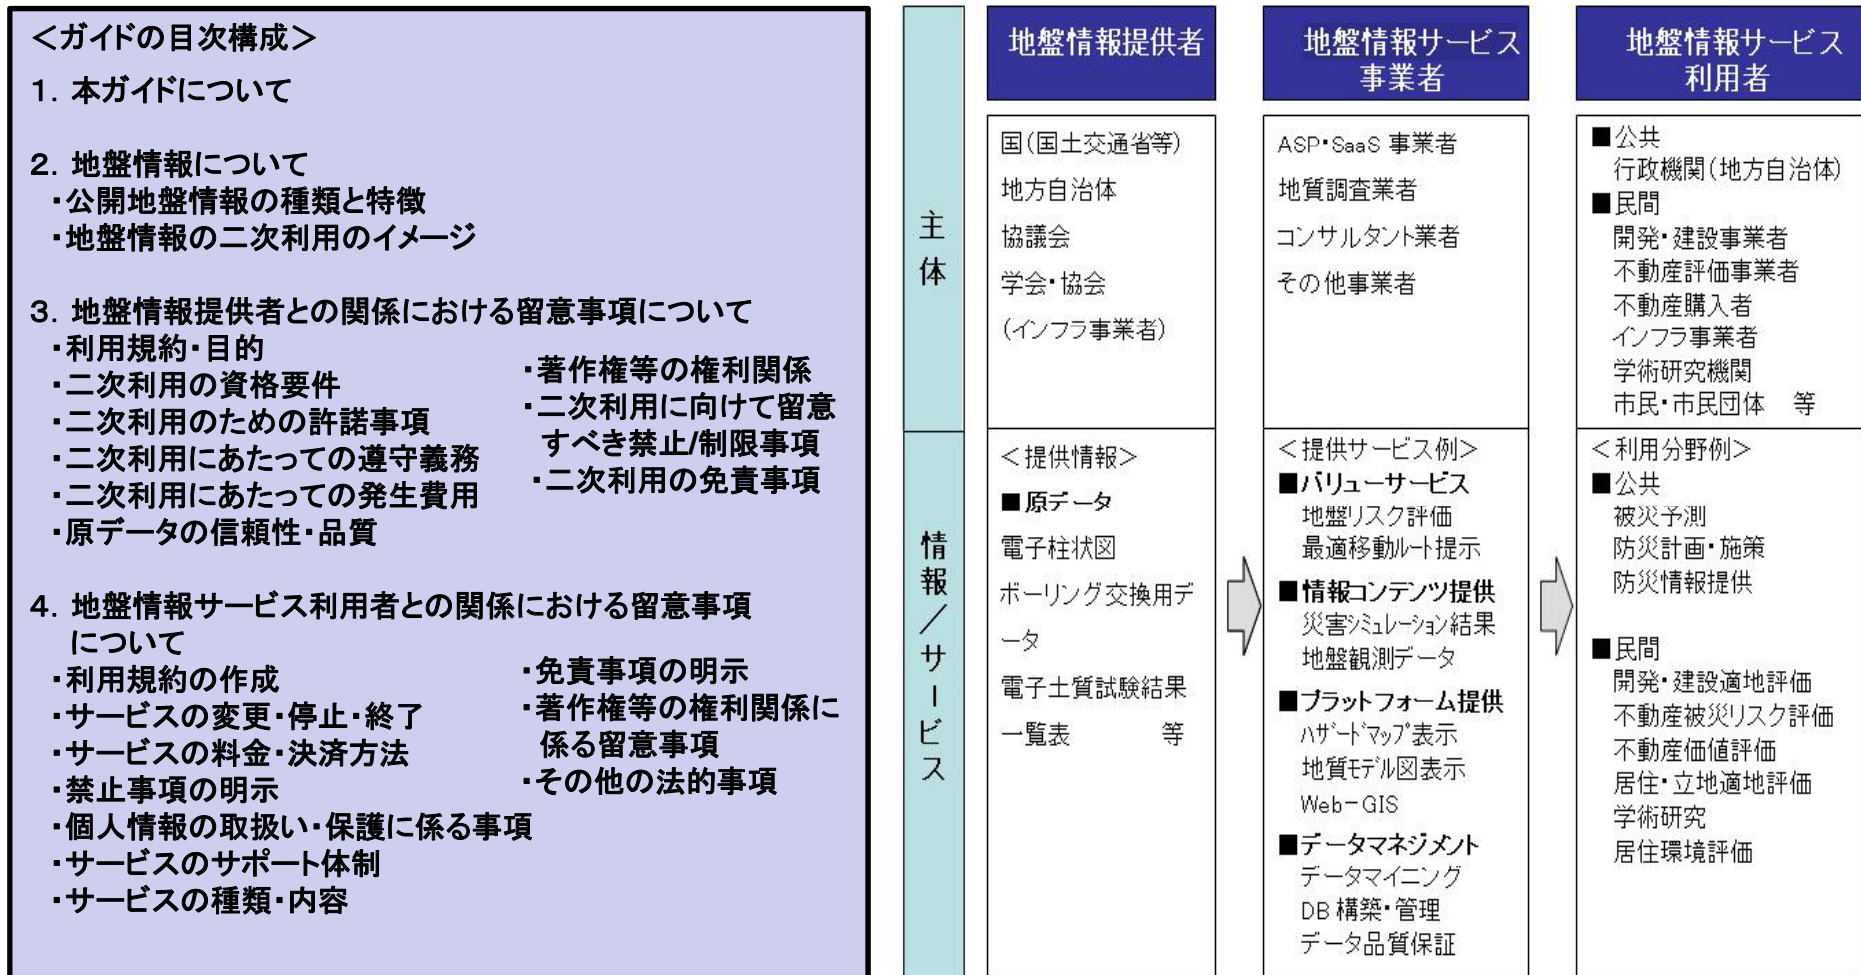 ＜ガイドの目次構成＞
１．本ガイドについて
２．地盤情報について
・公開地盤情報の種類と特徴
・地盤情報の二次利用のイメージ
３．地盤情報提供者との関係における留意事項について
・利用規約・目的
・二次利用の資格要件
・二次利用のための許諾事項
・二次利用にあたっての遵守義務
・二次利用にあたっての発生費用
・原データの信頼性・品質
・著作権等の権利関係
・二次利用に向けて留意
すべき禁止/制限事項
・二次利用の免責事項
４．地盤情報サービス利用者との関係における留意事項
について
・利用規約の作成
・サービスの変更・停止・終了
・サービスの料金・決済方法
・禁止事項の明示
・個人情報の取扱い・保護に係る事項
・サービスのサポート体制
・サービスの種類・内容
・免責事項の明示
・著作権等の権利関係に
係る留意事項
・その他の法的事項
地盤情報提供者
地盤情報サービス
事業者
地盤情報サービス
利用者
主体
国（国土交通省等）
地方自治体
協議会
学会・協会
（インフラ事業者）
ASP・SaaS 事業者
地質調査業者
コンサルタント業者
その他事業者
■公共
行政機関（地方自治体）
■民間
開発・建設事業者
不動産評価事業者
不動産購入者
インフラ事業者
学術研究機関
市民・市民団体　等
情報／サービス
＜提供情報＞
■原データ
電子柱状図
ボーリング交換用デ
ータ
電子土質試験結果
一覧表　　　等
＜提供サービス例＞
■バリューサービス
地盤リスク評価
最適移動ルート提示
■情報コンテンツ提供
災害シミュレーション結果
地盤観測データ
■プラットフォーム提供
ハザードマップ表示
地質モデル図表示
Web－GIS
■データマネジメント
データマイニング
DB 構築・管理
データ品質保証
＜利用分野例＞
■公共
被災予測
防災計画・施策
防災情報提供
■民間
開発・建設適地評価
不動産被災リスク評価
不動産価値評価
居住・立地適地評価
学術研究
居住環境評価